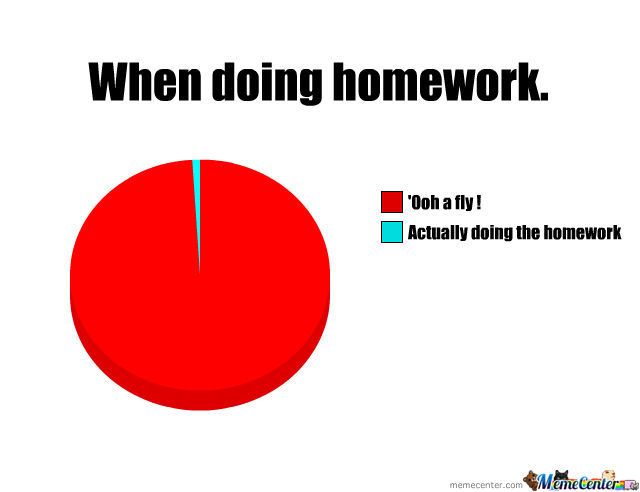 When doing homework.
'Ooh a fly !
Actually doing the homework
memecenter.com MemeCenter